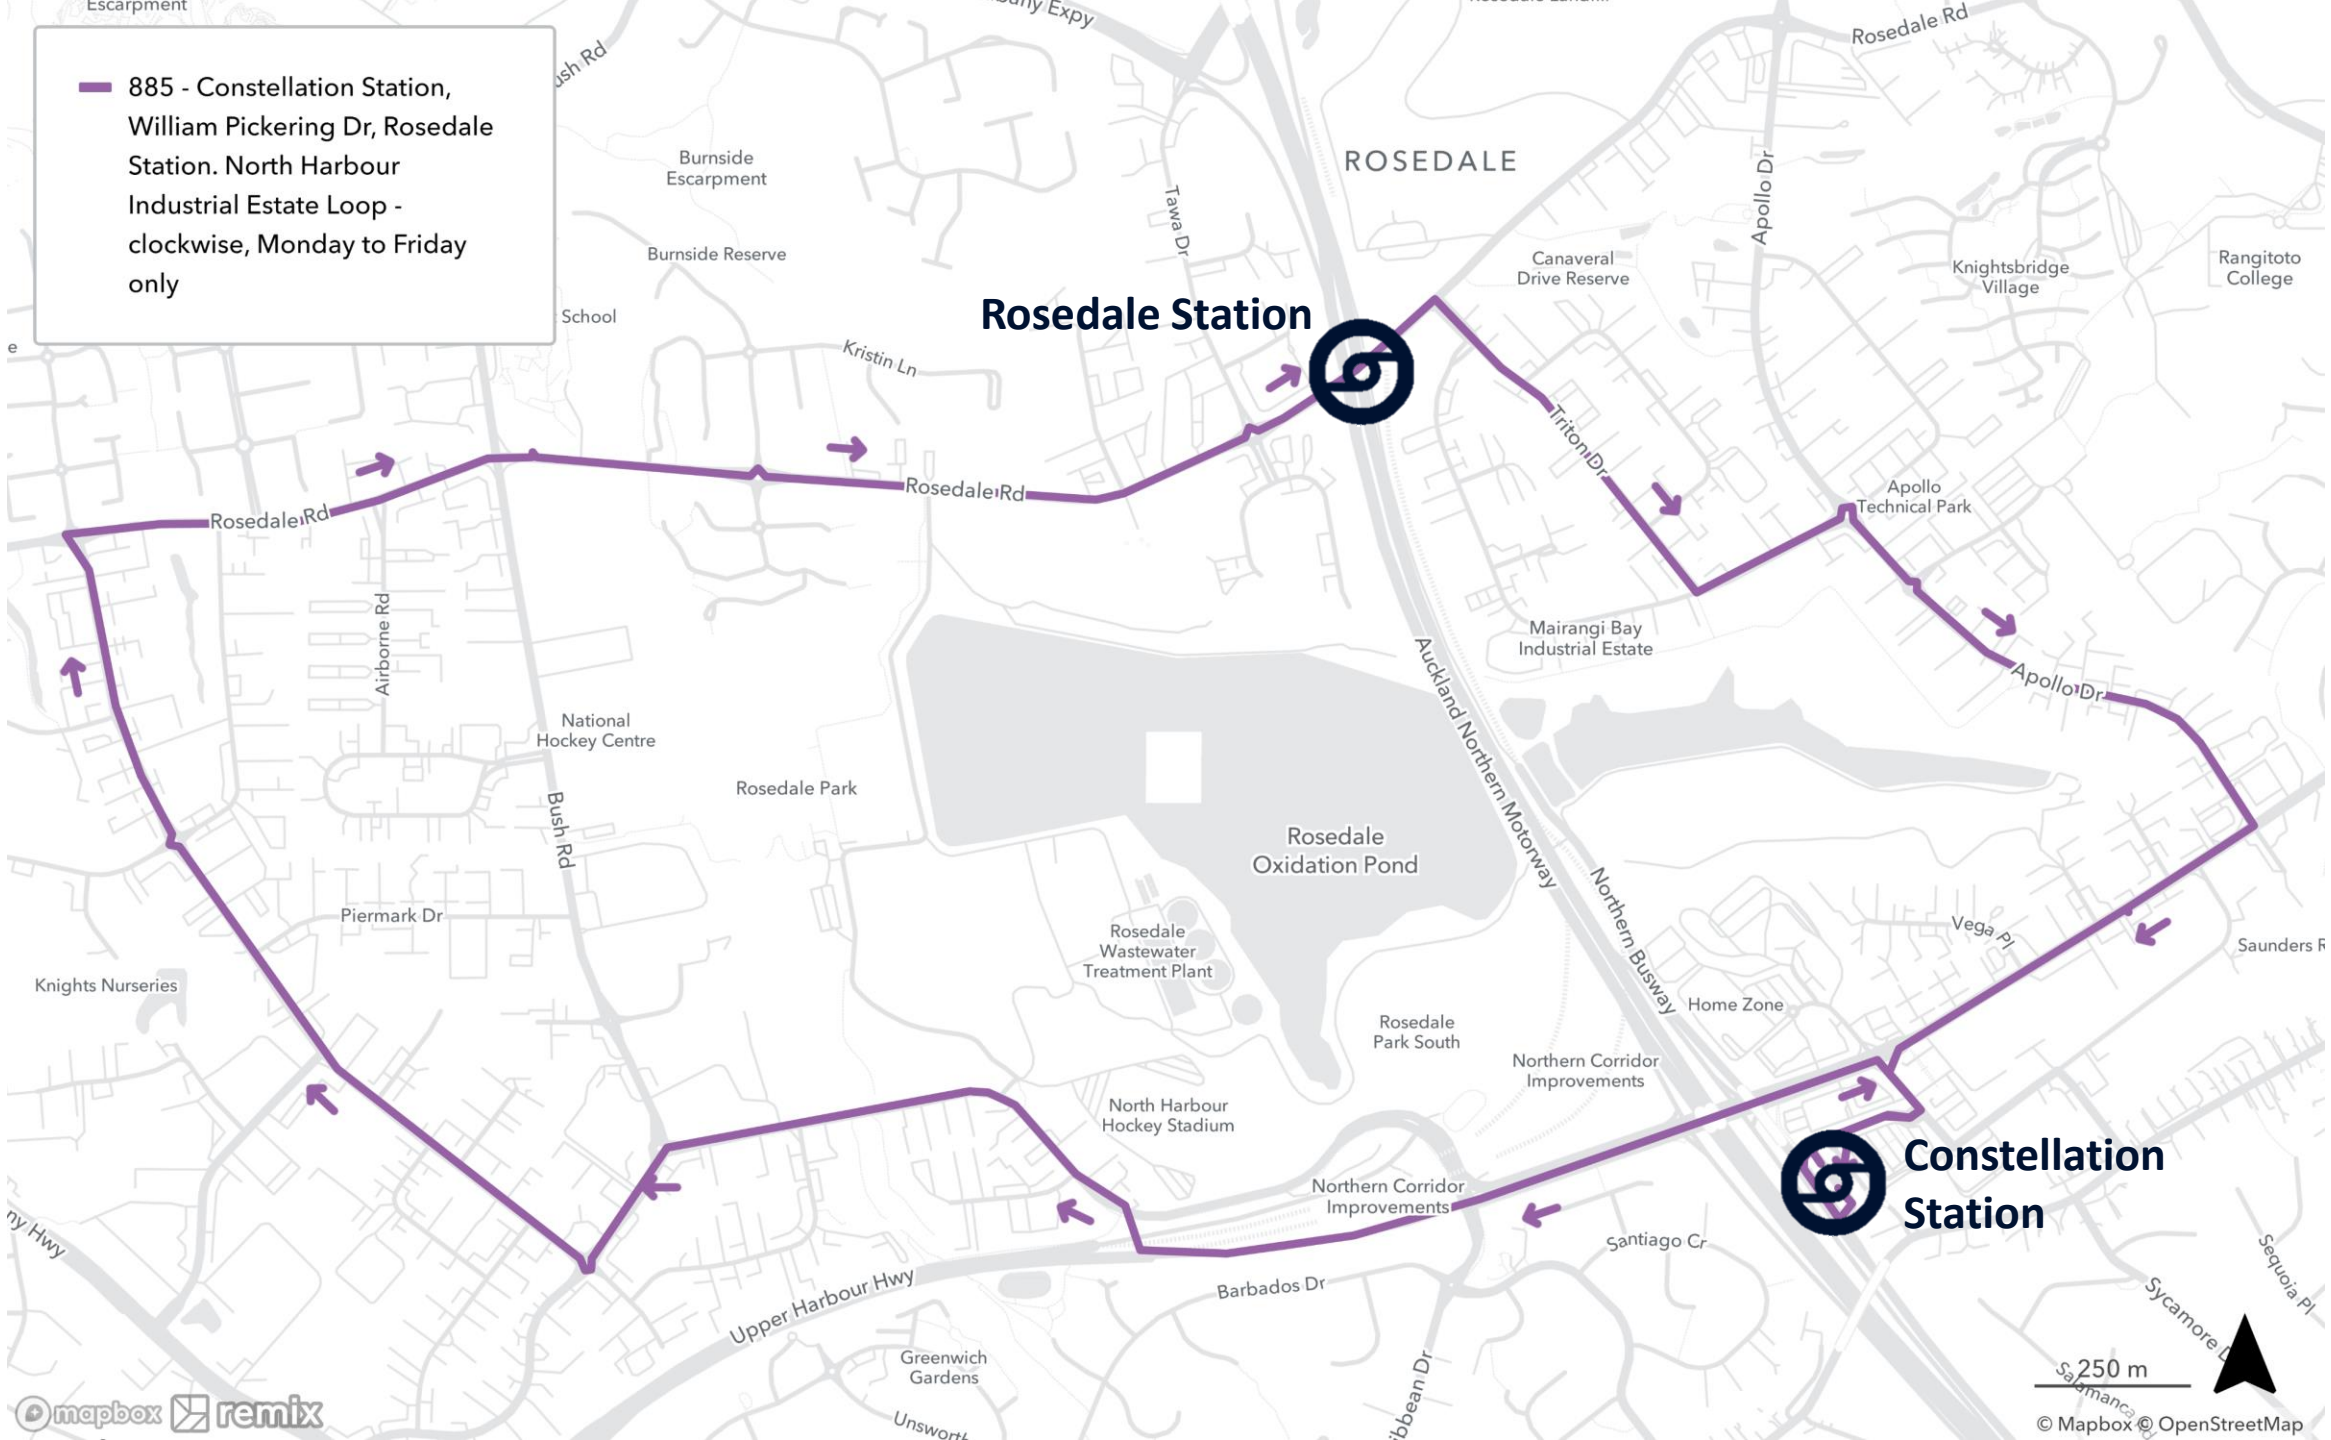 Escarpment
885 - Constellation Station,
William Pickering Dr, Rosedale
Station. North Harbour
Industrial Estate Loop -
clockwise, Monday to Friday
only
Expy
Rosedale Rd
ROSEDALE
Burnside
Escarpment
Tawa Dr
Apollo Dr
Burnside Reserve
Canaveral
Drive Reserve
Knightsbridge
Village
Rangitoto
College
School
Rosedale Station
Kristin Ln
Triton Dr
Rosedale Rd
Rosedale Rd
Apollo
Technical Park
Airborne Rd
Mairangi Bay
Industrial Estate
Auckland Northern Motorway
Apollo Dr
National
Hockey Centre
Rosedale Park
Bush Rd
Rosedale
Oxidation Pond
Piermark Dr
Northern Busway
Vega Pl
Rosedale
Wastewater
Treatment Plant
Saunders R
Knights Nurseries
Home Zone
Rosedale
Park South
Northern Corridor
Improvements
North Harbour
Hockey Stadium
Constellation
Station
Northern Corridor
Improvements
Santiago Cr
ny Hwy
Barbados Dr
Upper Harbour Hwy
Sequoia Pl
Sycamore D
Greenwich
Gardens
250 m
mapbox remix
© Mapbox © OpenStreetMap